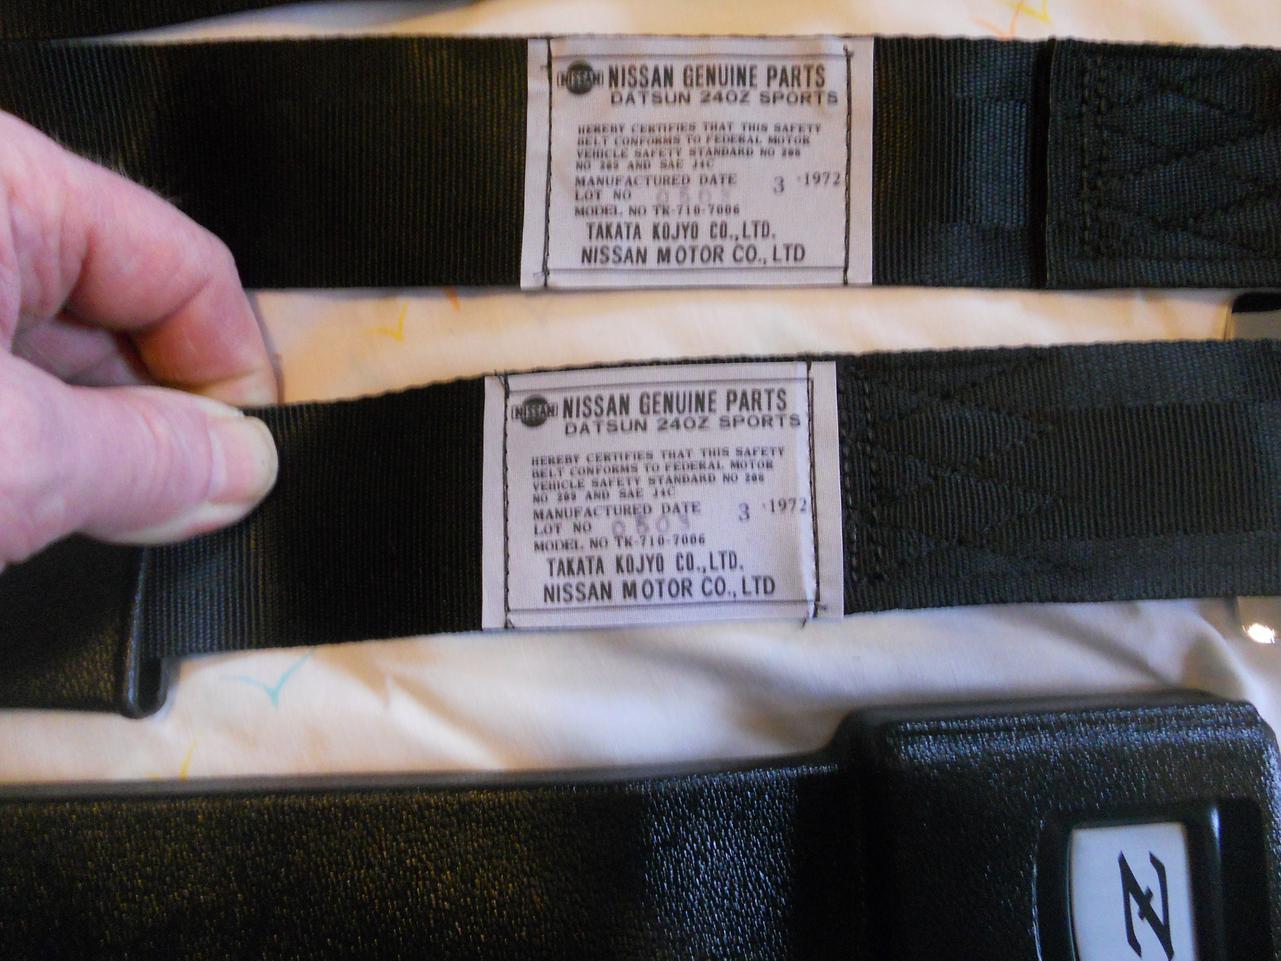 NISSAN
NISSAN GENUINE PARTS
DATSUN 240Z SPORTS
HEREBY CERTIFIES THAT THIS SAFETY
BELT CONFORMS TO FEDERAL MOTOR
VEHICLE SAFETY STANDARD NO 208
NO 209 AND SAE J4C
MANUFACTURED DATE 3 · 1972
LOT NO
MODEL. NO TK-710-7006
TAKATA KOJYO CO.,LTD.
NISSAN MOTOR CO.,LTD
NISSAN
NISSAN GENUINE PARTS
DATSUN 240Z SPORTS
HEREBY CERTIFIES THAT THIS SAFETY
BELT CONFORMS TO FEDERAL MOTOR
VEHICLE SAFETY STANDARD NO 208
NO 209 AND SAE J4C
MANUFACTURED DATE 3 · 1972
LOT NO
MODEL. NO TK-710-7006
TAKATA KOJYO CO.,LTD.
NISSAN MOTOR CO.,LTD
Z